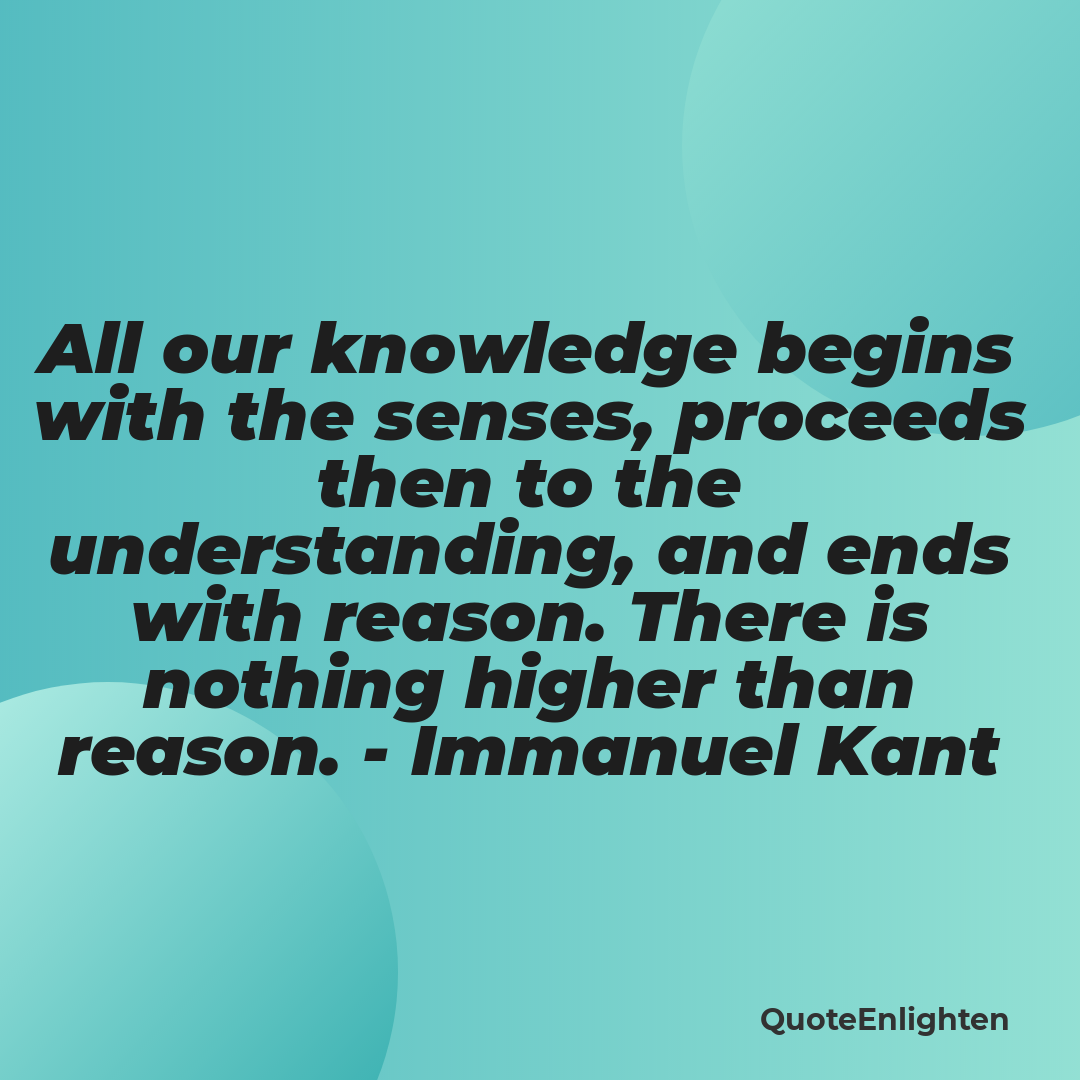 All our knowledge begins
with the senses, proceeds
then to the
understanding, and ends
with reason. There is
nothing higher than
reason. - Immanuel Kant
QuoteEnlighten